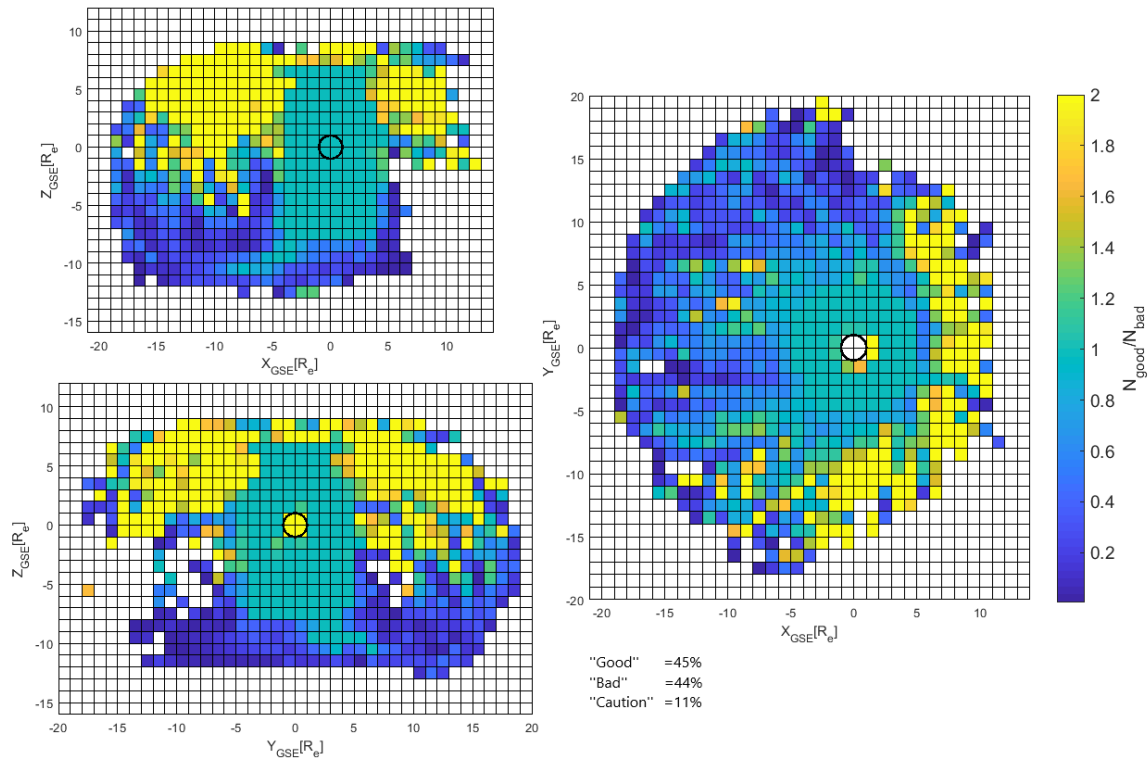 10
5
0
-5
-10
-15
Z_GSE[R_e]
-20 -15 -10 -5 0 5 10
X_GSE[R_e]
10
5
0
-5
-10
-15
Z_GSE[R_e]
-20 -15 -10 -5 0 5 10 15 20
Y_GSE[R_e]
20
15
10
5
0
-5
-10
-15
-20
Y_GSE[R_e]
-20 -15 -10 -5 0 5 10
X_GSE[R_e]
2
1.8
1.6
1.4
1.2
1
0.8
0.6
0.4
0.2
N_good/N_bad
"Good" =45%
"Bad" =44%
"Caution" =11%